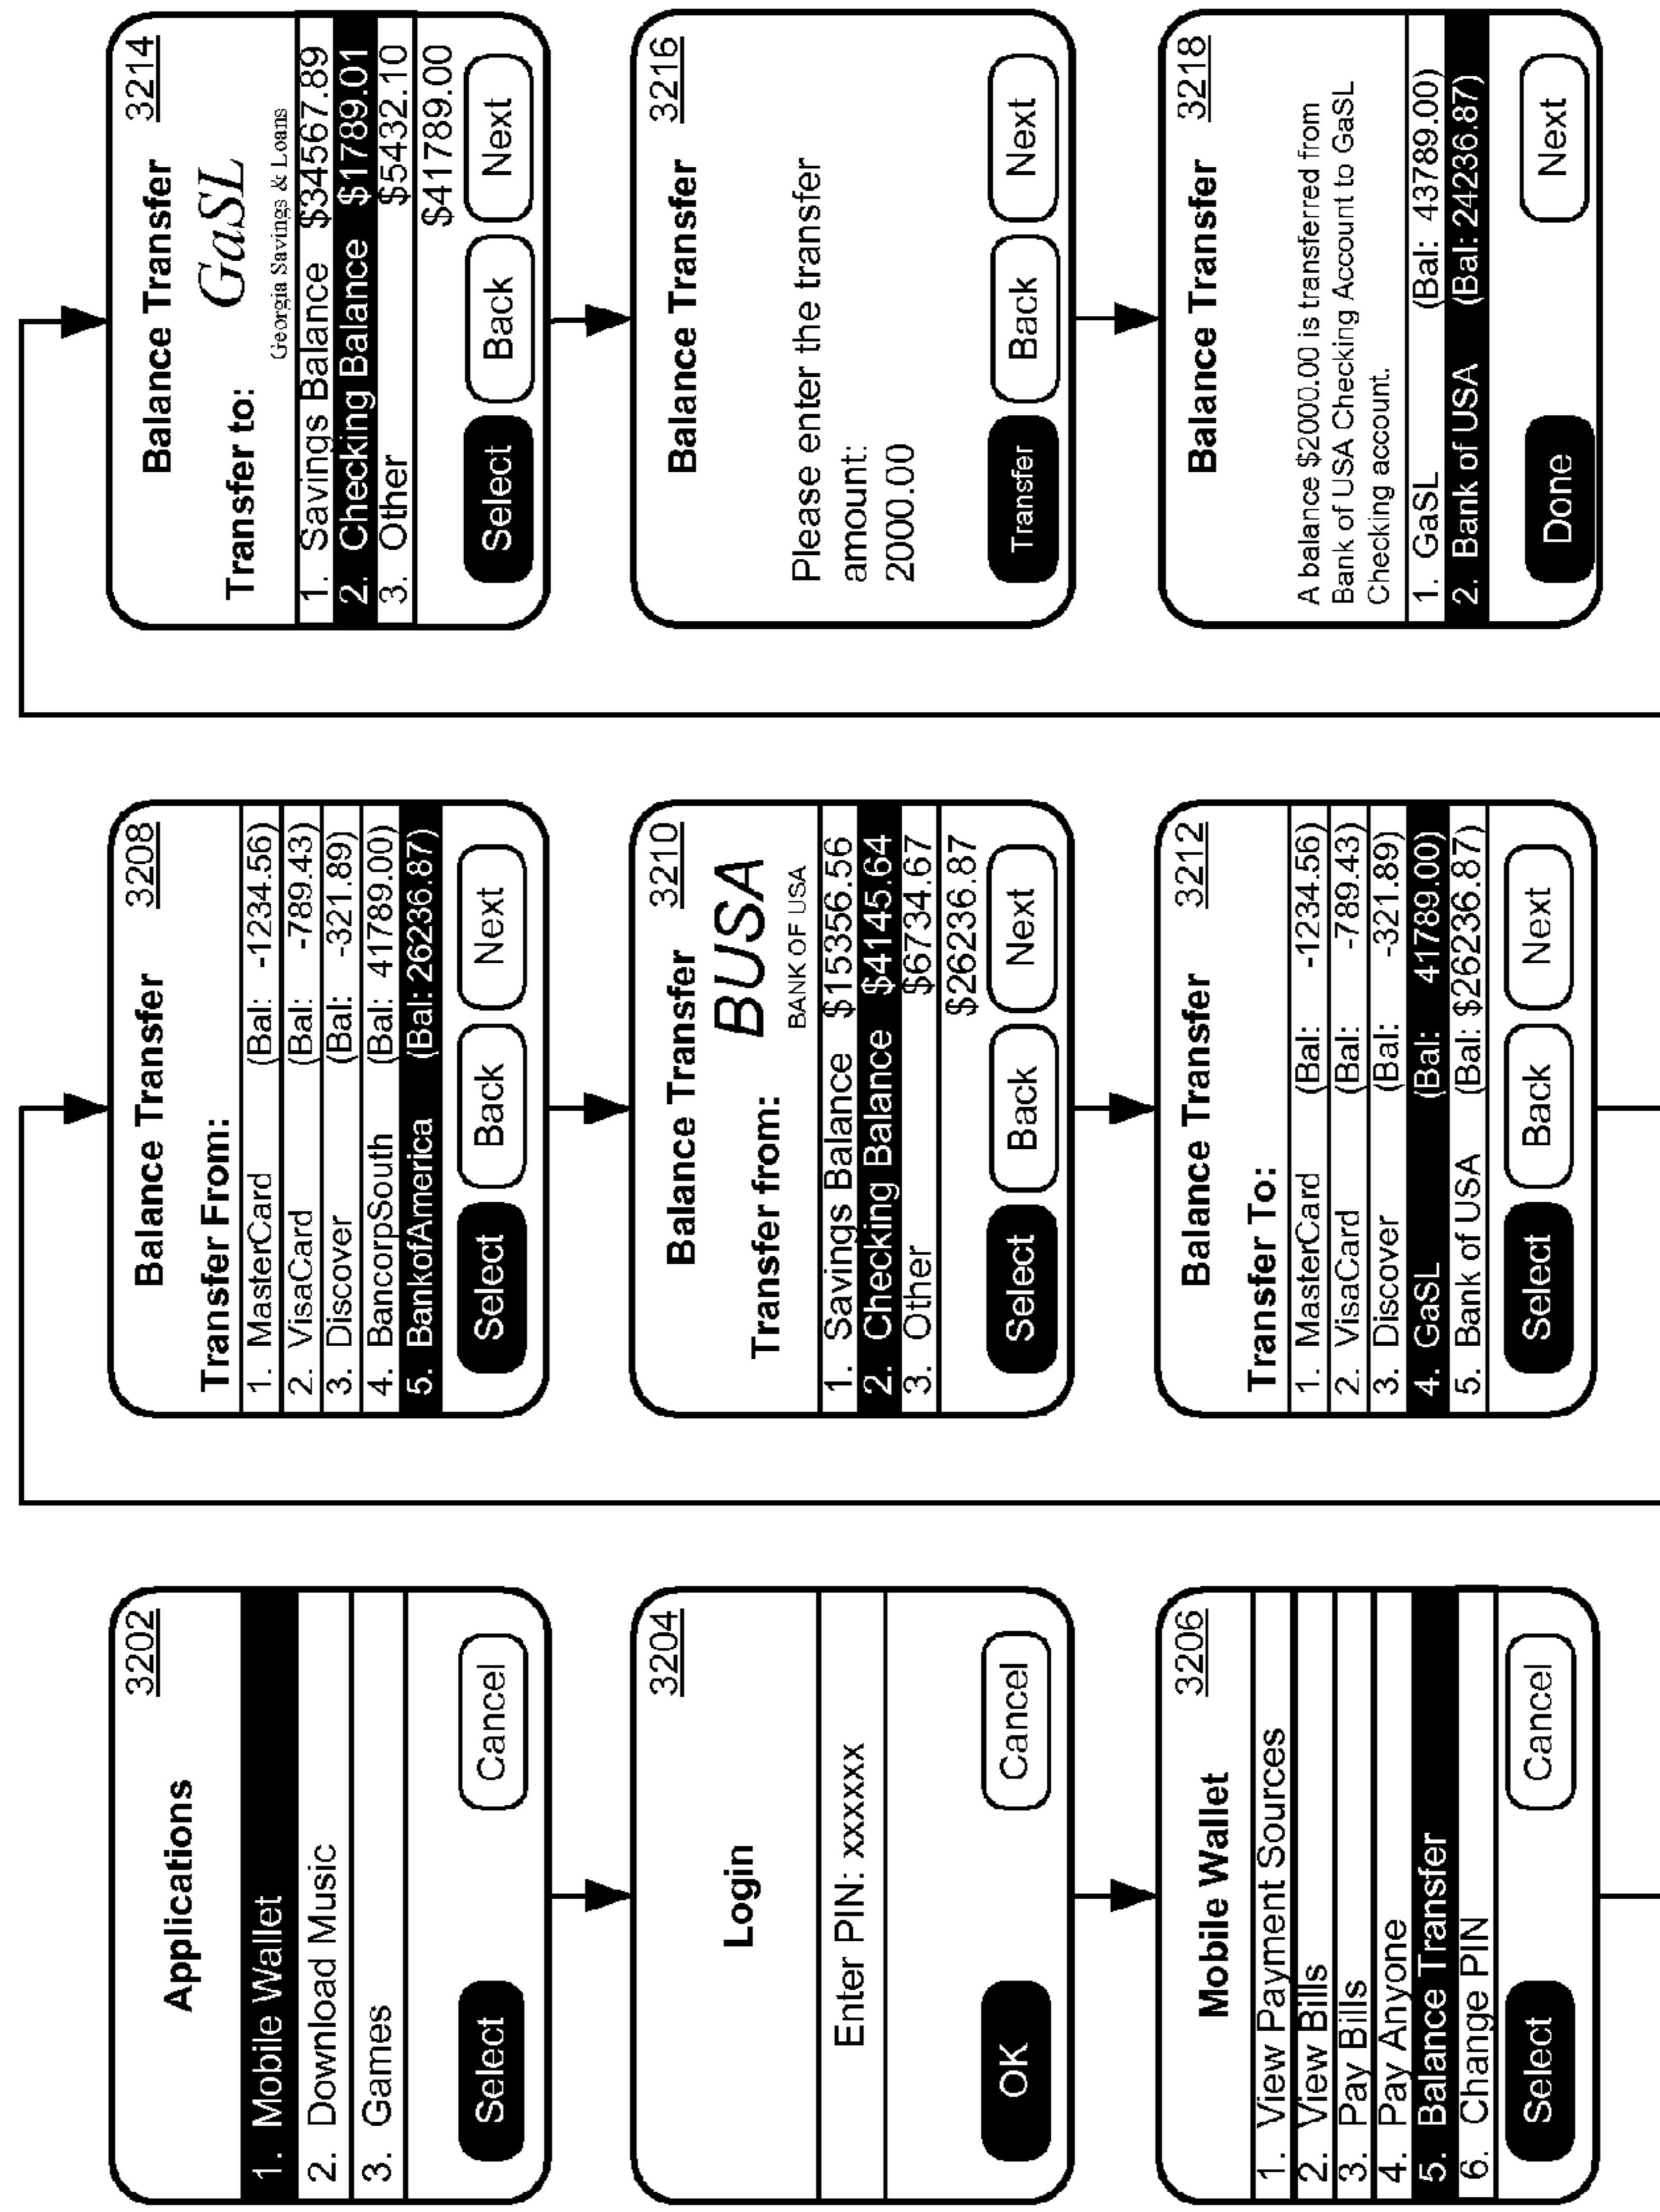 3202
Applications
1. Mobile Wallet
2. Download Music
3. Games
Select Cancel
3204
Login
Enter PIN: xxxxxx
OK Cancel
3206
Mobile Wallet
1. View Payment Sources
2. View Bills
3. Pay Bills
4. Pay Anyone
5. Balance Transfer
6. Change PIN
Select Cancel
3208
Balance Transfer
Transfer From:
1. MasterCard (Bal: -1234.56)
2. VisaCard (Bal: -789.43)
3. Discover (Bal: -321.89)
4. BancorpSouth (Bal: 41789.00)
5. BankofAmerica (Bal: 26236.87)
Select Back Next
3210
Balance Transfer
BUSA
Transfer from:
BANK OF USA
1. Savings Balance $15356.56
2. Checking Balance $4145.64
3. Other $6734.67
$26236.87
Select Back Next
3212
Balance Transfer
Transfer To:
1. MasterCard (Bal: -1234.56)
2. VisaCard (Bal: -789.43)
3. Discover (Bal: -321.89)
4. GaSL (Bal: 41789.00)
5. Bank of USA (Bal: $26236.87)
Select Back Next
3214
Balance Transfer
GaSL
Transfer to:
Georgia Savings & Loans
1. Savings Balance $34567.89
2. Checking Balance $1789.01
3. Other $5432.10
$41789.00
Select Back Next
3216
Balance Transfer
Please enter the transfer
amount:
2000.00
Transfer Back Next
3218
Balance Transfer
A balance $2000.00 is transferred from
Bank of USA Checking Account to GaSL
Checking account.
1. GaSL (Bal: 43789.00)
2. Bank of USA (Bal: 24236.87)
Done Next